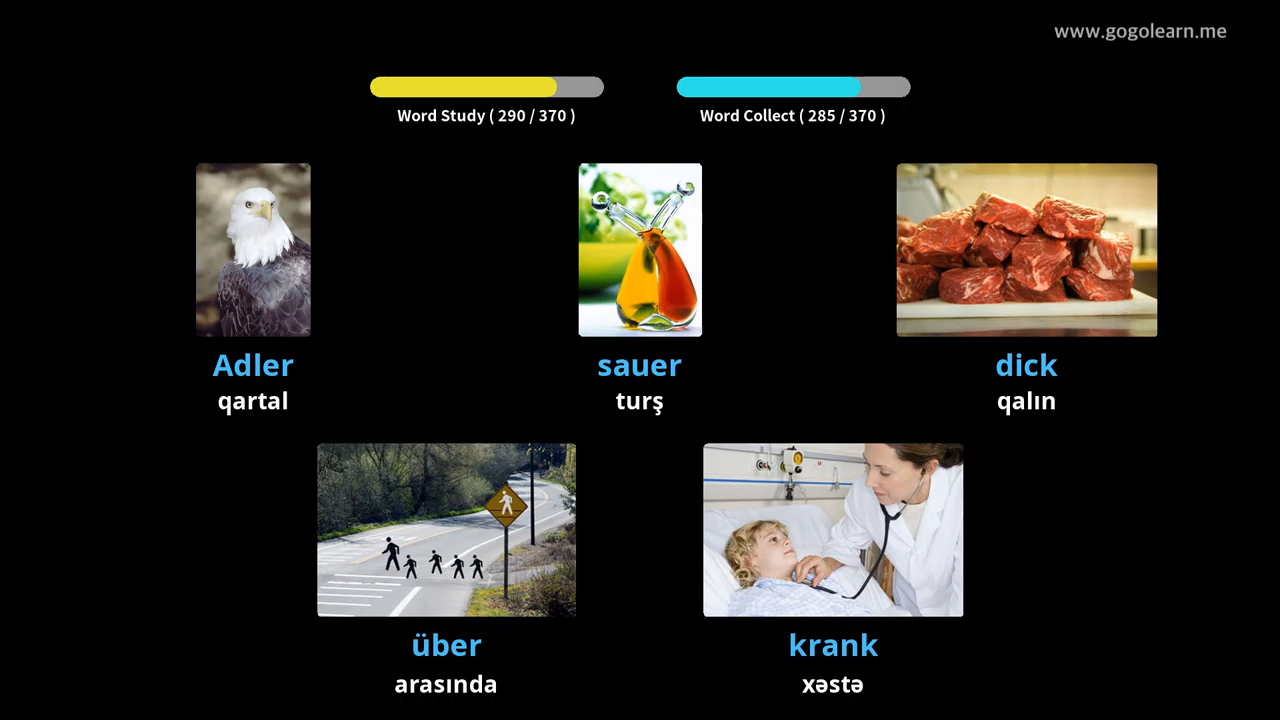 www.gogolearn.me
Word Study ( 290 / 370 )
Word Collect ( 285 / 370 )
Adler
qartal
sauer
turş
dick
qalın
über
arasında
krank
xəstə